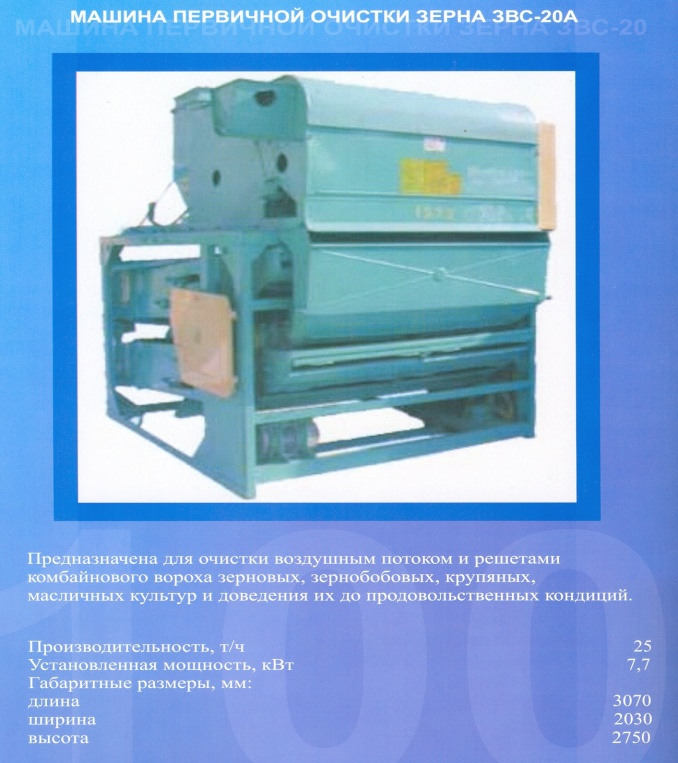 МАШИНА ПЕРВИЧНОЙ ОЧИСТКИ ЗЕРНА ЗВС-20А
МАШИНА ПЕРВИЧНОЙ ОЧИСТКИ ЗЕРНА ЗВС-20
Предназначена для очистки воздушным потоком и решетами
комбайнового вороха зерновых, зернобобовых, крупяных,
масличных культур и доведения их до продовольственных кондиций.
100
Производительность, т/ч 25
Установленная мощность, кВт 7,7
Габаритные размеры, мм:
длина 3070
ширина 2030
высота 2750